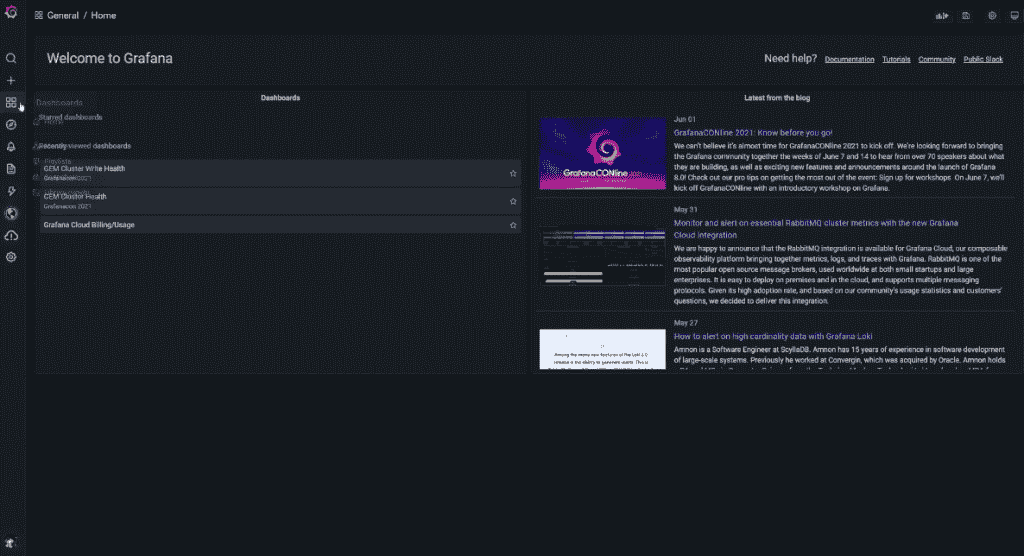 General / Home
Welcome to Grafana
Need help? Documentation Tutorials Community Public Slack
Dashboards
Dashboards
Home
Starred dashboards
Recently viewed dashboards
Playlists
GEM Cluster Write Health
Grafanacon 2021
GEM Cluster Health
Grafanacon 2021
Grafana Cloud Billing/Usage
Latest from the blog
Jun 01
GrafanaCONline 2021: Know before you go!
We can't believe it's almost time for GrafanaCONline 2021 to kick off. We're looking forward to bringing
the Grafana community together the weeks of June 7 and 14 to hear from over 70 speakers about what
they are building, as well as exciting new features and announcements around the launch of Grafana
8.0! Check out our pro tips on getting the most out of the event: Sign up for workshops On June 7, we'll
kick off GrafanaCONline with an introductory workshop on Grafana.
GrafanaCONline 2021
May 31
Monitor and alert on essential RabbitMQ cluster metrics with the new Grafana
Cloud integration
We are happy to announce that the RabbitMQ integration is available for Grafana Cloud, our composable
observability platform bringing together metrics, logs, and traces with Grafana. RabbitMQ is one of the
most popular open source message brokers, used worldwide at both small startups and large
enterprises. It is easy to deploy on premises and in the cloud, and supports multiple messaging
protocols. Given its high adoption rate, and based on our community's usage statistics and customers'
questions, we decided to deliver this integration.
May 27
How to alert on high cardinality data with Grafana Loki
Amnon is a Software Engineer at ScyllaDB. Amnon has 15 years of experience in software development
of large-scale systems. Previously he worked at Convergin, which was acquired by Oracle. Amnon holds
Among the many new features of the Loki 2.0
release is the ability to generate alerts. This is